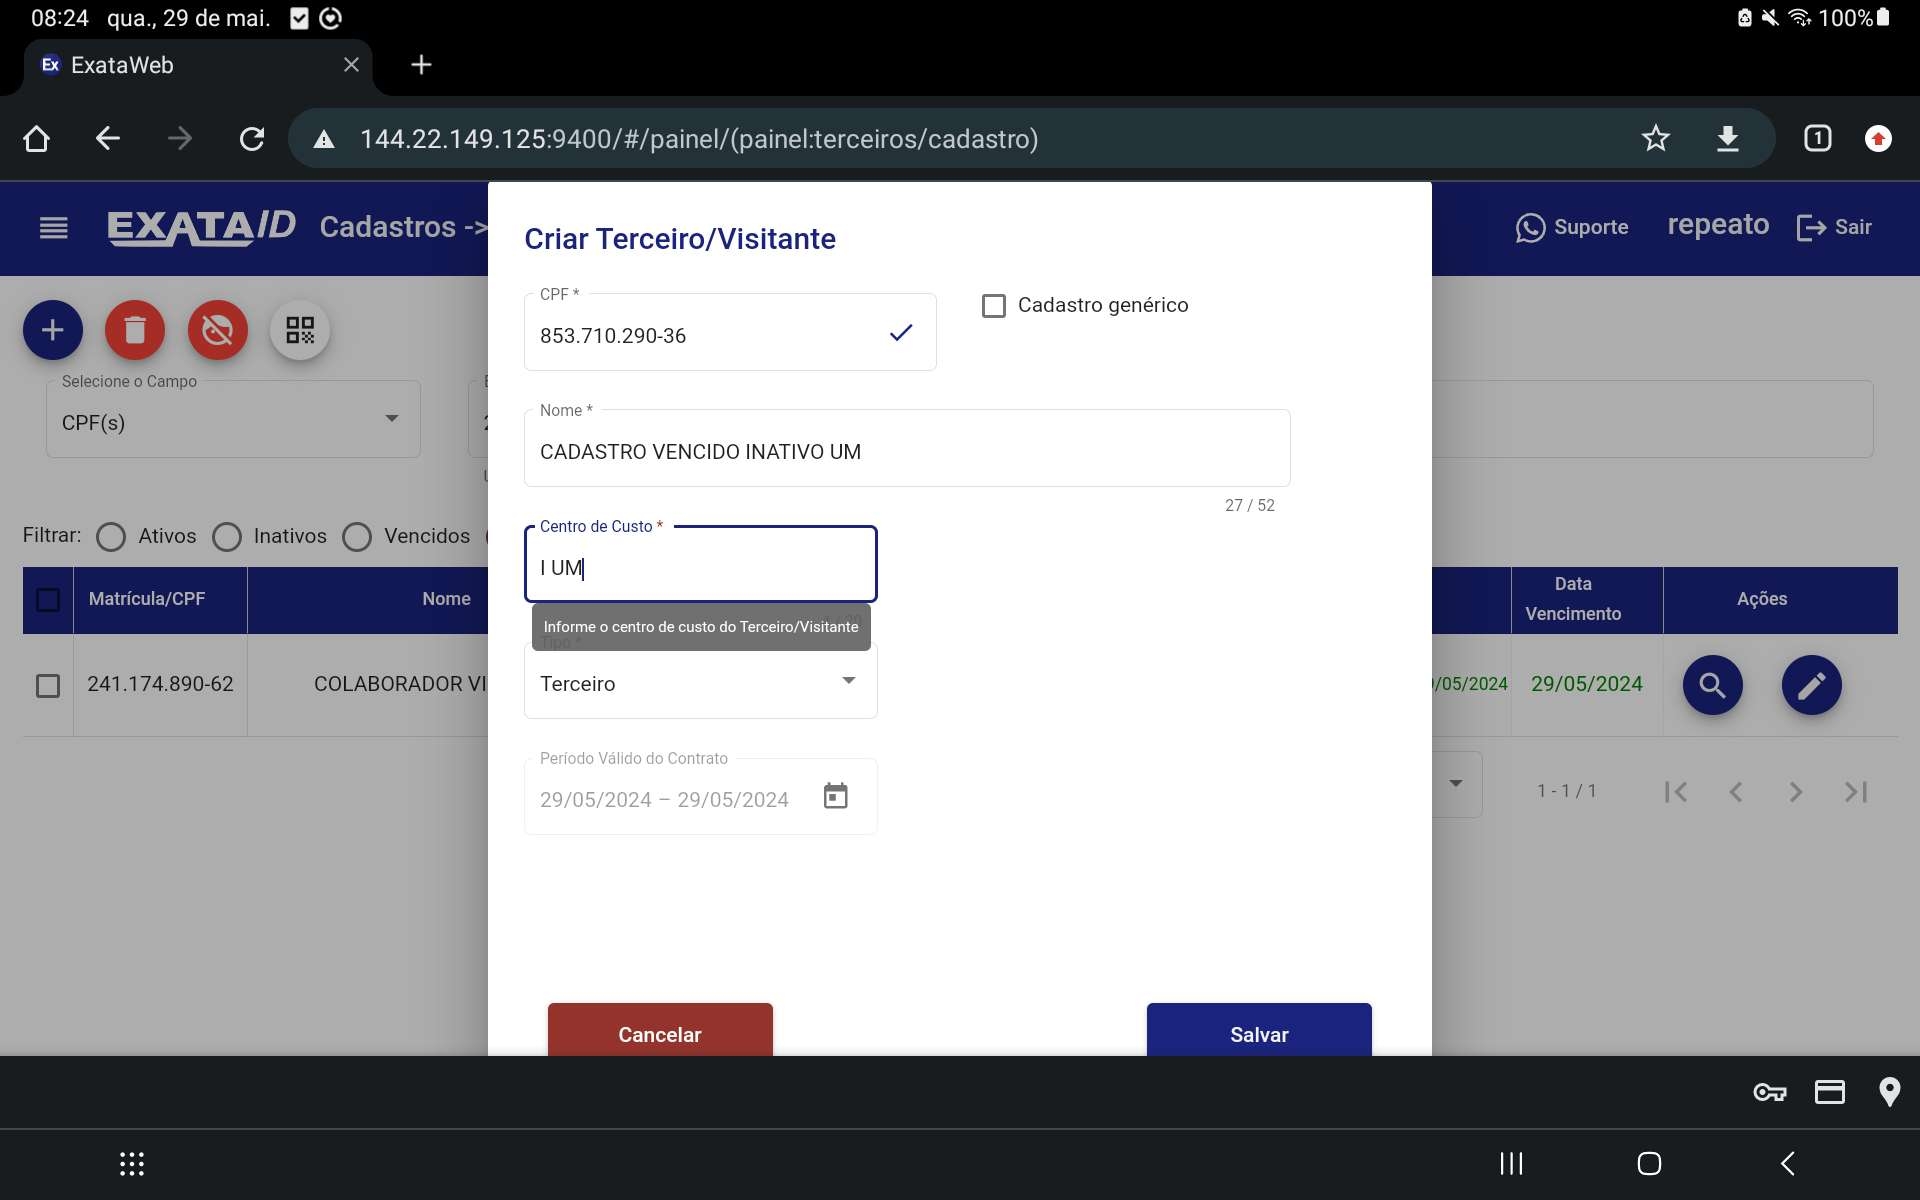 08:24 qua., 29 de mai. 100%
Ex ExataWeb
144.22.149.125:9400/#/painel/(painel:terceiros/cadastro) 1
EXATA ID Cadastros -> Suporte repeato Sair
Criar Terceiro/Visitante
CPF *
853.710.290-36
Cadastro genérico
Nome *
CADASTRO VENCIDO INATIVO UM
27 / 52
Centro de Custo *
I UM
Informe o centro de custo do Terceiro/Visitante
Tipo *
Terceiro
Período Válido do Contrato
29/05/2024 – 29/05/2024
Cancelar Salvar
Selecione o Campo
CPF(s)
Filtrar: Ativos Inativos Vencidos
Matrícula/CPF Nome Data Vencimento Ações
241.174.890-62 COLABORADOR VI /05/2024 29/05/2024
1 - 1 / 1